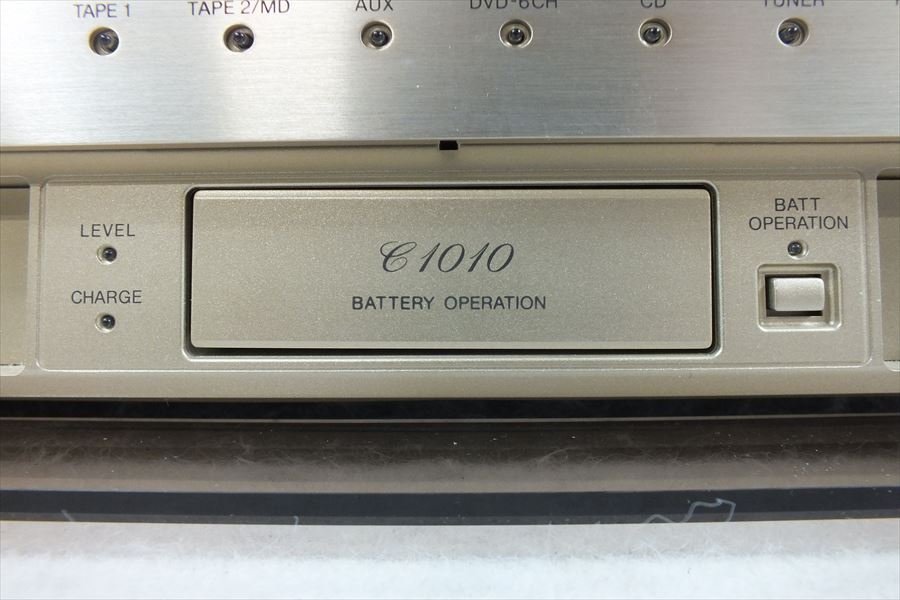 TAPE 1 TAPE 2/MD AUX DVD-6CH CD TUNER
BATT
OPERATION
LEVEL
CHARGE
C1010
BATTERY OPERATION